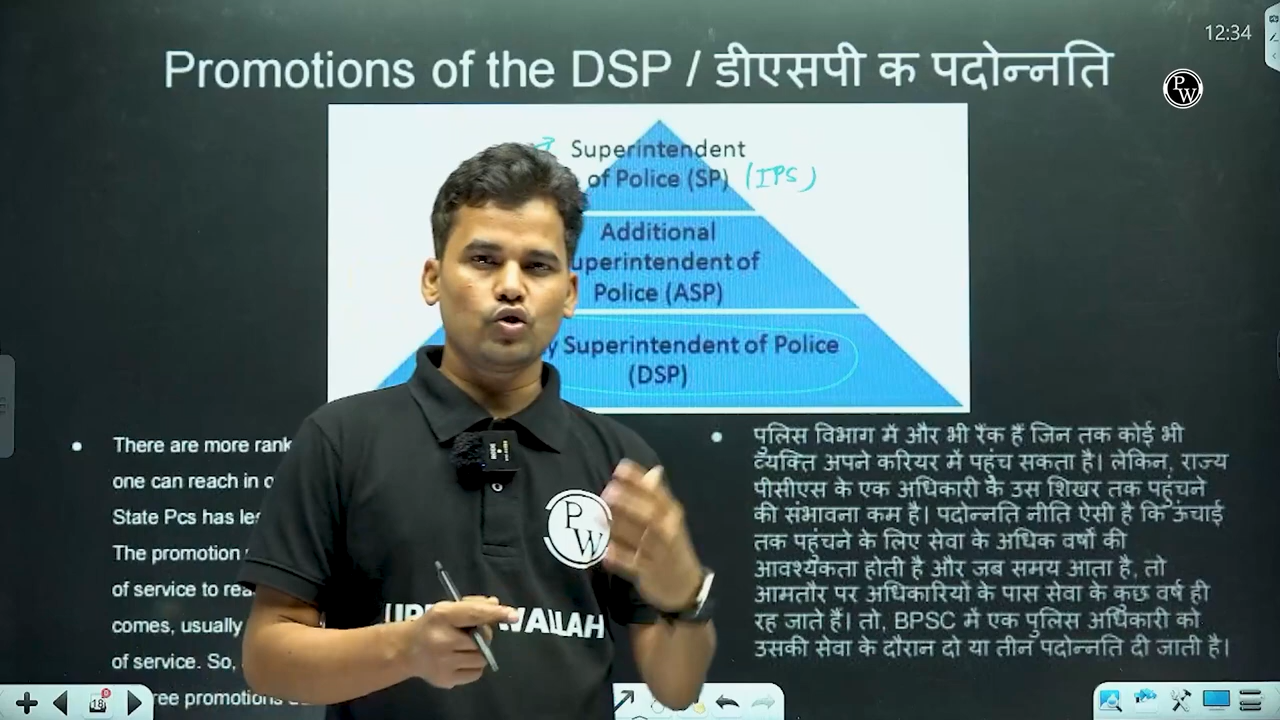 12:34
Promotions of the DSP / डीएसपी क पदोन्नति
PW
Superintendent
of Police (SP) (IPS)
Additional
uperintendent of
Police (ASP)
y Superintendent of Police
(DSP)
There are more rank
one can reach in
State Pcs has
The promotion
of service to
comes, usually
of service. So,
ree promotions
पुलिस विभाग में और भी रैंक हैं जिन तक कोई भी
व्यक्ति अपने करियर में पहुंच सकता है। लेकिन, राज्य
पीसीएस के एक अधिकारी के उस शिखर तक पहुंचने
की संभावना कम है। पदोन्नति नीति ऐसी है कि ऊंचाई
तक पहुंचने के लिए सेवा के अधिक वर्षों की
आवश्यकता होती है और जब समय आता है, तो
आमतौर पर अधिकारियों के पास सेवा के कुछ वर्ष ही
रह जाते हैं। तो, BPSC में एक पुलिस अधिकारी को
उसकी सेवा के दौरान दो या तीन पदोन्नति दी जाती है।
PW
WALLAH
18